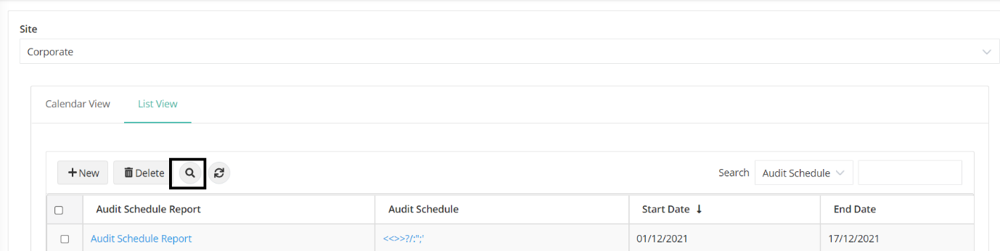 Site
Corporate
Calendar View List View
New Delete Search Audit Schedule
Audit Schedule Report Audit Schedule Start Date ↓ End Date
Audit Schedule Report <<>>?/:";' 01/12/2021 17/12/2021